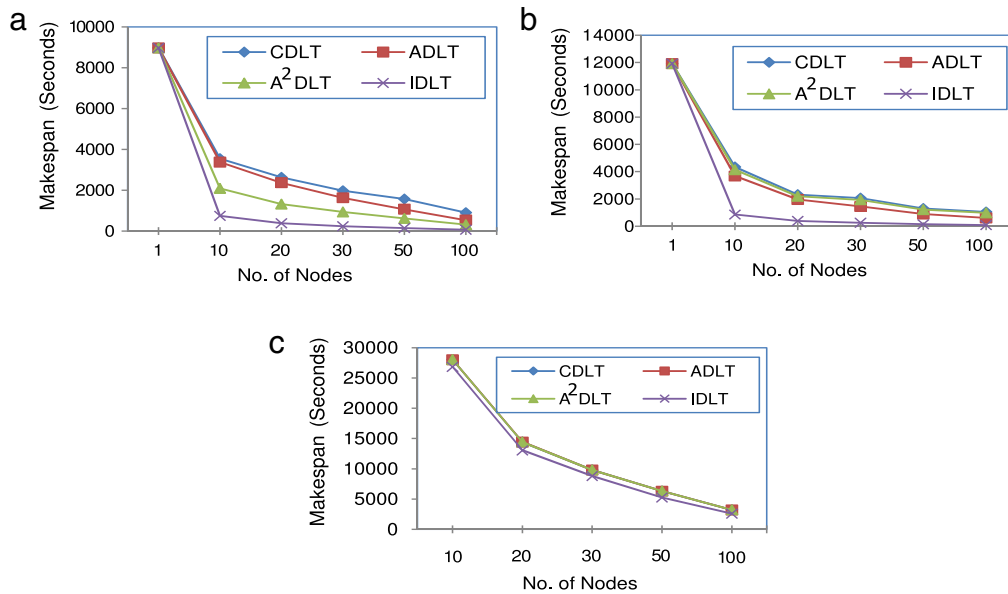 a
10000
8000
6000
4000
2000
0
Makespan (Seconds)
CDLT
ADLT
A²DLT
IDLT
1 10 20 30 50 100
No. of Nodes
b
14000
12000
10000
8000
6000
4000
2000
0
Makespan (Seconds)
CDLT
ADLT
A²DLT
IDLT
1 10 20 30 50 100
No. of Nodes
c
30000
25000
20000
15000
10000
5000
0
Makespan (Seconds)
CDLT
ADLT
A²DLT
IDLT
10 20 30 50 100
No. of Nodes